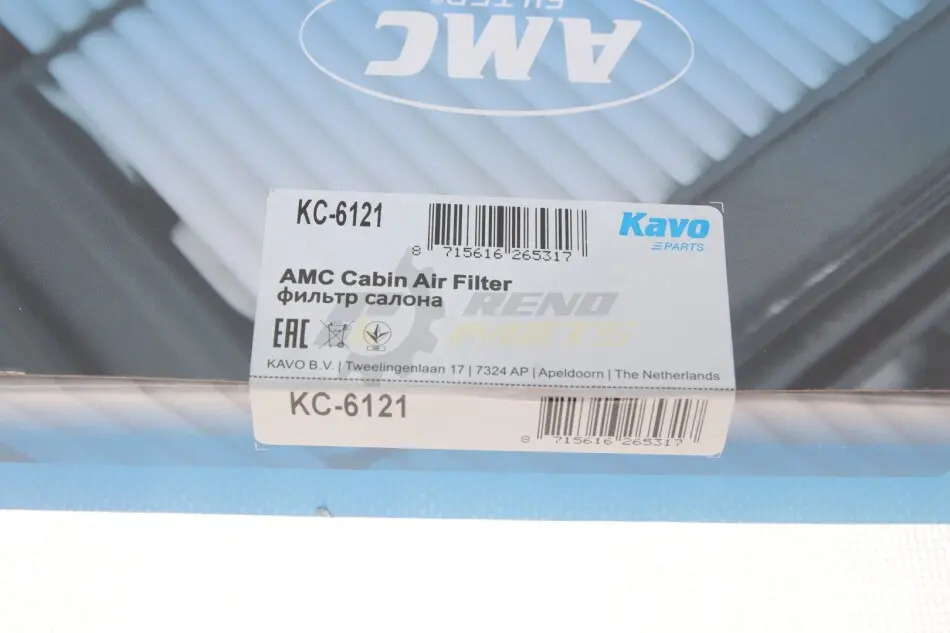 AMC
FILTER
KC-6121
8 715616 265317
Kavo
PARTS
AMC Cabin Air Filter
фильтр салона
RENO
PARTS
EAC
KAVO B.V. | Tweelingenlaan 17 | 7324 AP | Apeldoorn | The Netherlands
KC-6121
8 715616 265317